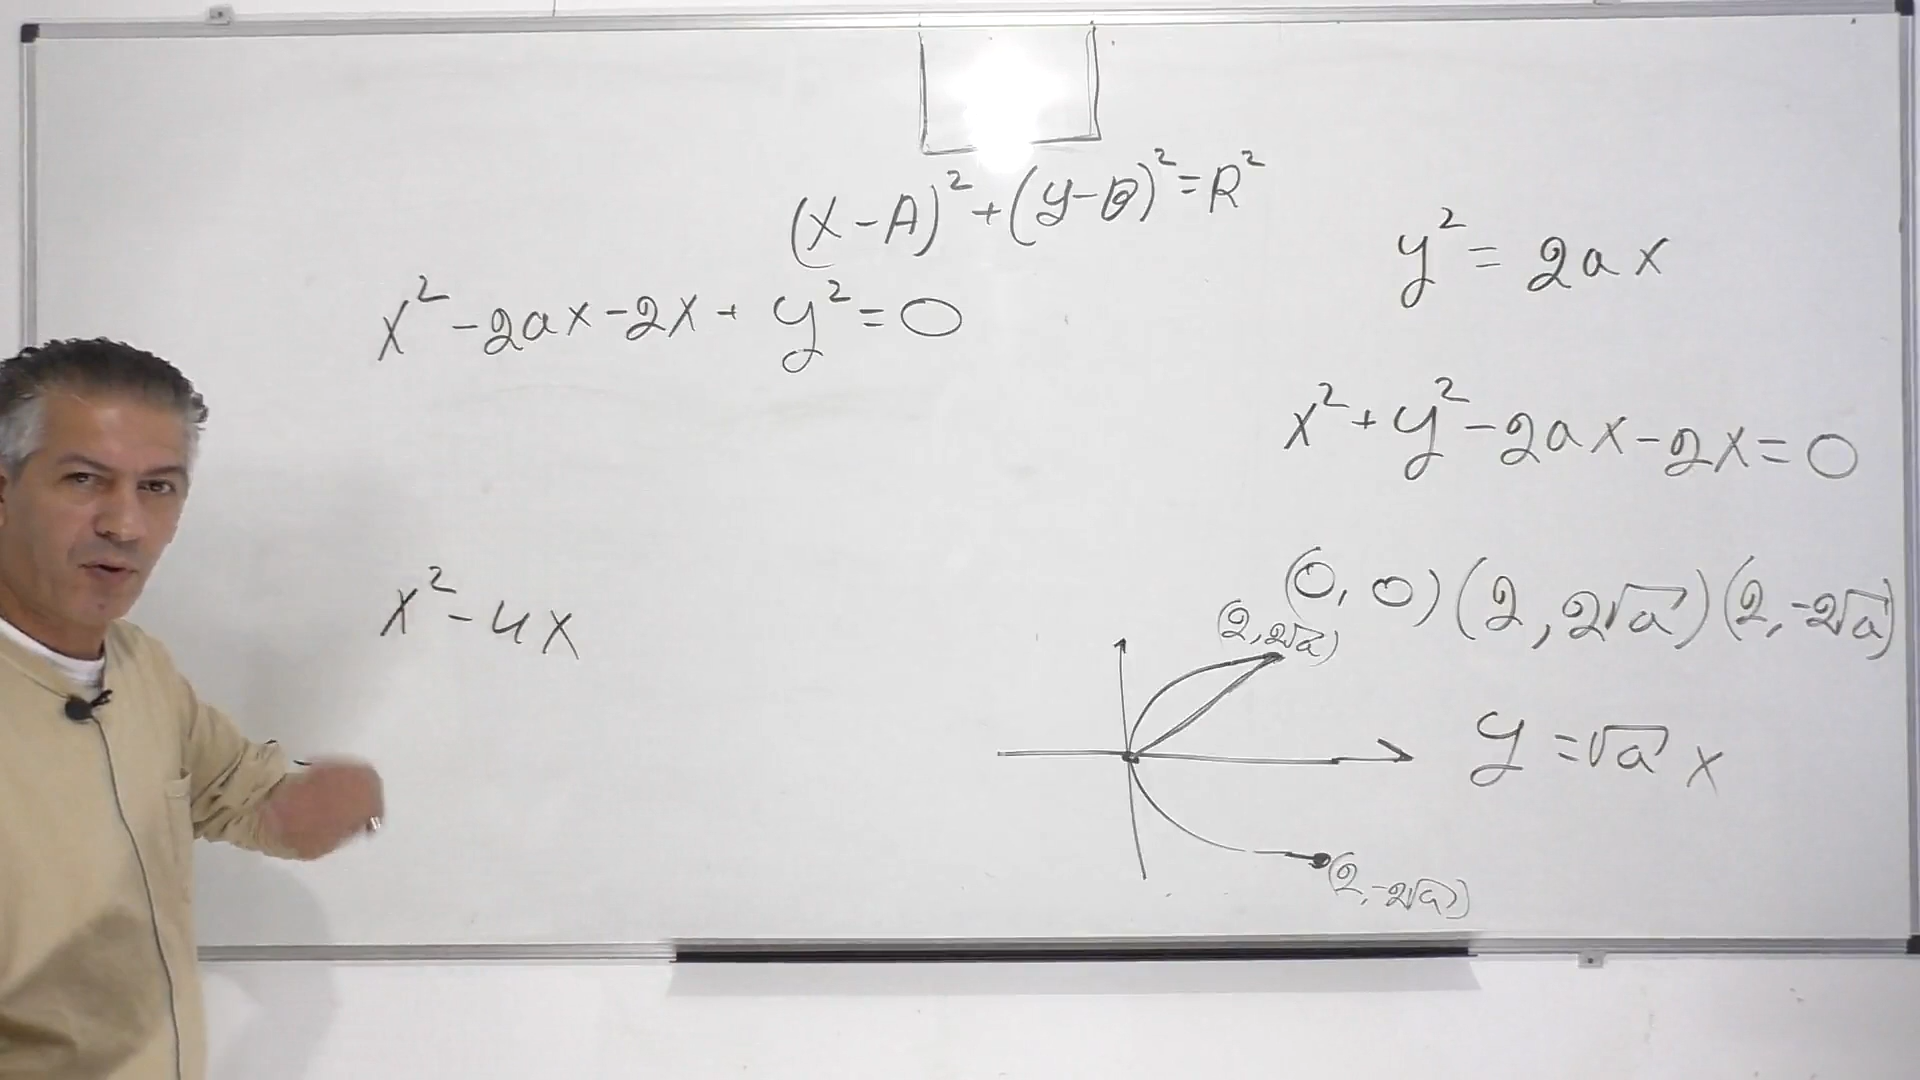 (x-A)²+(y-B)²=R²
x²-2ax-2x+y²=0
x²-4x
y²=2ax
x²+y²-2ax-2x=0
(0,0)(2,2√a)(2,-2√a)
(2,2√a)
y=√a x
(2,-2√a)